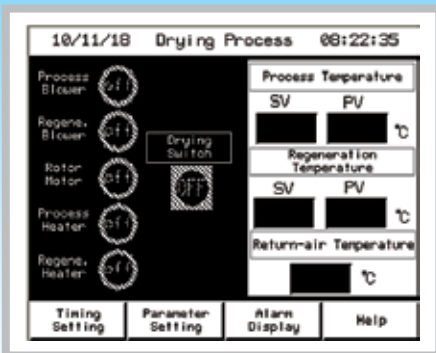 10/11/18 Drying Process 08:22:35
Process
Blower
off
Regene.
Blower
off
Rotor
Motor
off
Process
Heater
off
Regene.
Heater
off
Drying
Switch
OFF
Process Temperature
SV PV
℃
Regeneration
Temperature
SV PV
℃
Return-air Temperature
℃
Timing
Setting
Parameter
Setting
Alarm
Display
Help